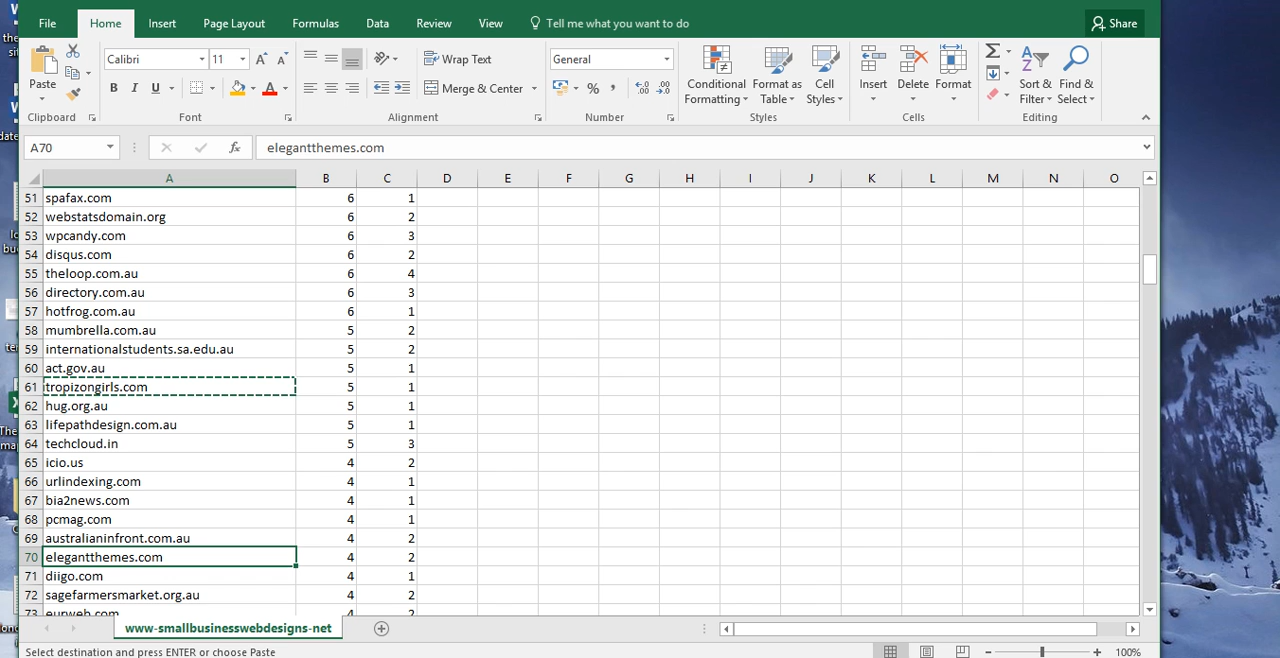 File Home Insert Page Layout Formulas Data Review View Tell me what you want to do Share
Calibri 11 Wrap Text General
Paste B I U Merge & Center % , Conditional Formatting Format as Table Cell Styles Insert Delete Format Sort & Filter Find & Select
Clipboard Font Alignment Number Styles Cells Editing
A70 fx elegantthemes.com
A B C D E F G H I J K L M N O
51 spafax.com 6 1
52 webstatsdomain.org 6 2
53 wpcandy.com 6 3
54 disqus.com 6 2
55 theloop.com.au 6 4
56 directory.com.au 6 3
57 hotfrog.com.au 6 1
58 mumbrella.com.au 5 2
59 internationalstudents.sa.edu.au 5 2
60 act.gov.au 5 1
61 tropizongirls.com 5 1
62 hug.org.au 5 1
63 lifepathdesign.com.au 5 1
64 techcloud.in 5 3
65 icio.us 4 2
66 urlindexing.com 4 1
67 bia2news.com 4 1
68 pcmag.com 4 1
69 australianinfront.com.au 4 2
70 elegantthemes.com 4 2
71 diigo.com 4 1
72 sagefarmersmarket.org.au 4 2
73 eurweb.com 4 2
www-smallbusinesswebdesigns-net
Select destination and press ENTER or choose Paste 100%